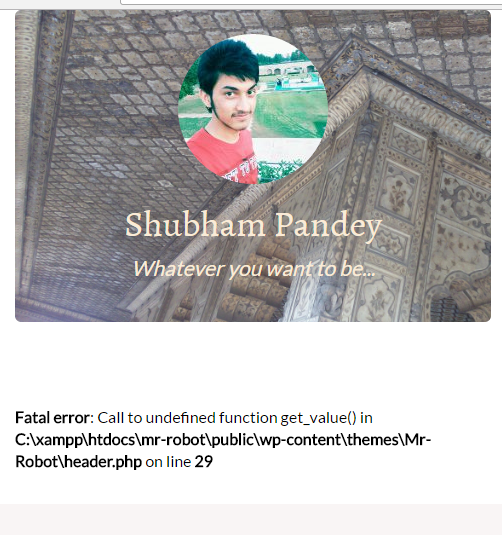 Shubham Pandey
Whatever you want to be...
Fatal error: Call to undefined function get_value() in
C:\xampp\htdocs\mr-robot\public\wp-content\themes\Mr-
Robot\header.php on line 29